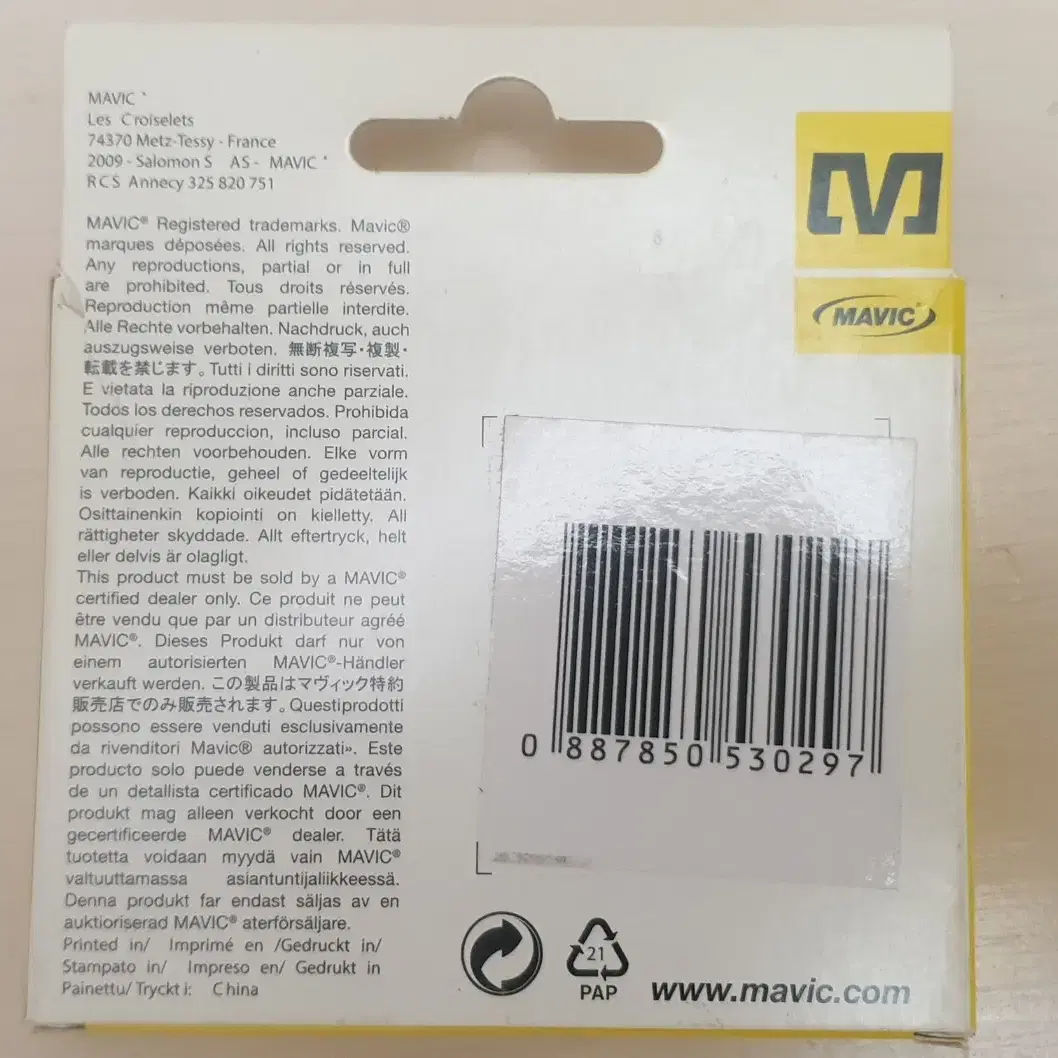 MAVIC
Les Croiselets
74370 Metz-Tessy - France
2009 - Salomon S AS - MAVIC
RCS Annecy 325 820 751
MAVIC® Registered trademarks. Mavic®
marques déposées. All rights reserved.
Any reproductions, partial or in full
are prohibited. Tous droits réservés.
Reproduction même partielle interdite.
Alle Rechte vorbehalten. Nachdruck, auch
auszugsweise verboten. 無断複写・複製・
転載を禁じます。Tutti i diritti sono riservati.
E vietata la riproduzione anche parziale.
Todos los derechos reservados. Prohibida
cualquier reproduccion, incluso parcial.
Alle rechten voorbehouden. Elke vorm
van reproductie, geheel of gedeeltelijk
is verboden. Kaikki oikeudet pidätetään.
Osittainenkin kopiointi on kielletty. All
rättigheter skyddade. Allt eftertryck, helt
eller delvis är olagligt.
This product must be sold by a MAVIC®
certified dealer only. Ce produit ne peut
être vendu que par un distributeur agréé
MAVIC®. Dieses Produkt darf nur von
einem autorisierten MAVIC®-Händler
verkauft werden. この製品はマヴィック特約
販売店でのみ販売されます。Questiprodotti
possono essere venduti esclusivamente
da rivenditori Mavic® autorizzati». Este
producto solo puede venderse a través
de un detallista certificado MAVIC®. Dit
produkt mag alleen verkocht door een
gecertificeerde MAVIC® dealer. Tätä
tuotetta voidaan myydä vain MAVIC®
valtuuttamassa asiantuntijaliikkeessä.
Denna produkt far endast säljas av en
auktioriserad MAVIC® aterförsäljare.
Printed in/ Imprimé en /Gedruckt in/
Stampato in/ Impreso en/ Gedrukt in
Painettu/ Tryckt i: China
MAVIC
0 887850 530297
21
PAP
www.mavic.com